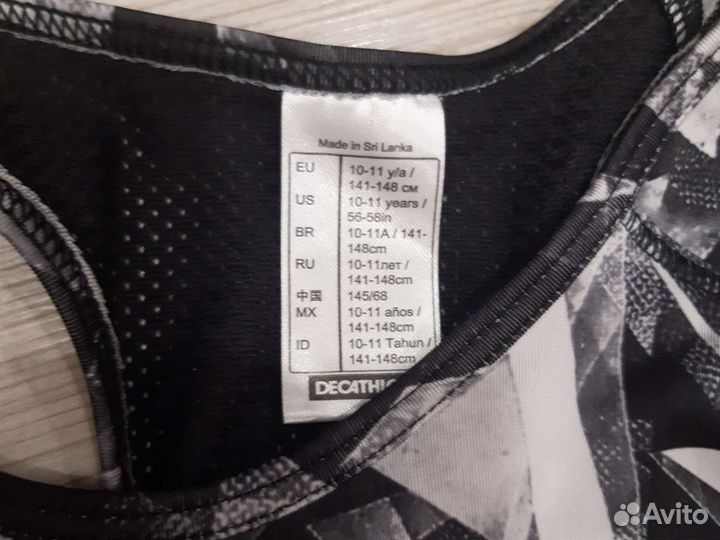 Made in Sri Lanka
EU 10-11 y/a /
141-148 см
US 10-11 years /
56-58in
BR 10-11A / 141-
148cm
RU 10-11лет /
141-148cm
中国 145/68
MX 10-11 años /
141-148cm
ID 10-11 Tahun /
141-148cm
Avito